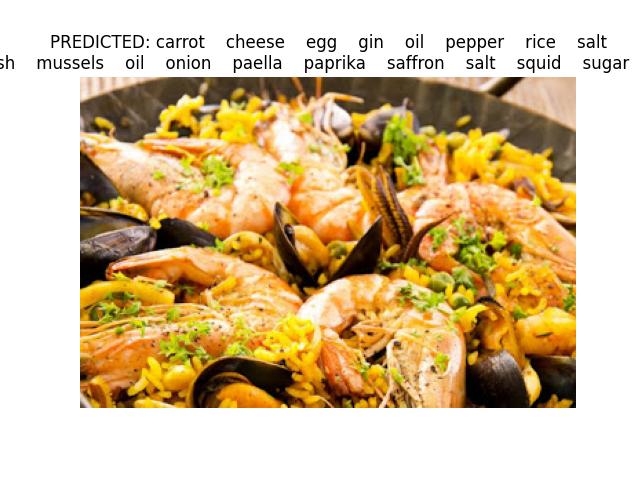 PREDICTED: carrot cheese egg gin oil pepper rice salt
mussels oil onion paella paprika saffron salt squid sugar